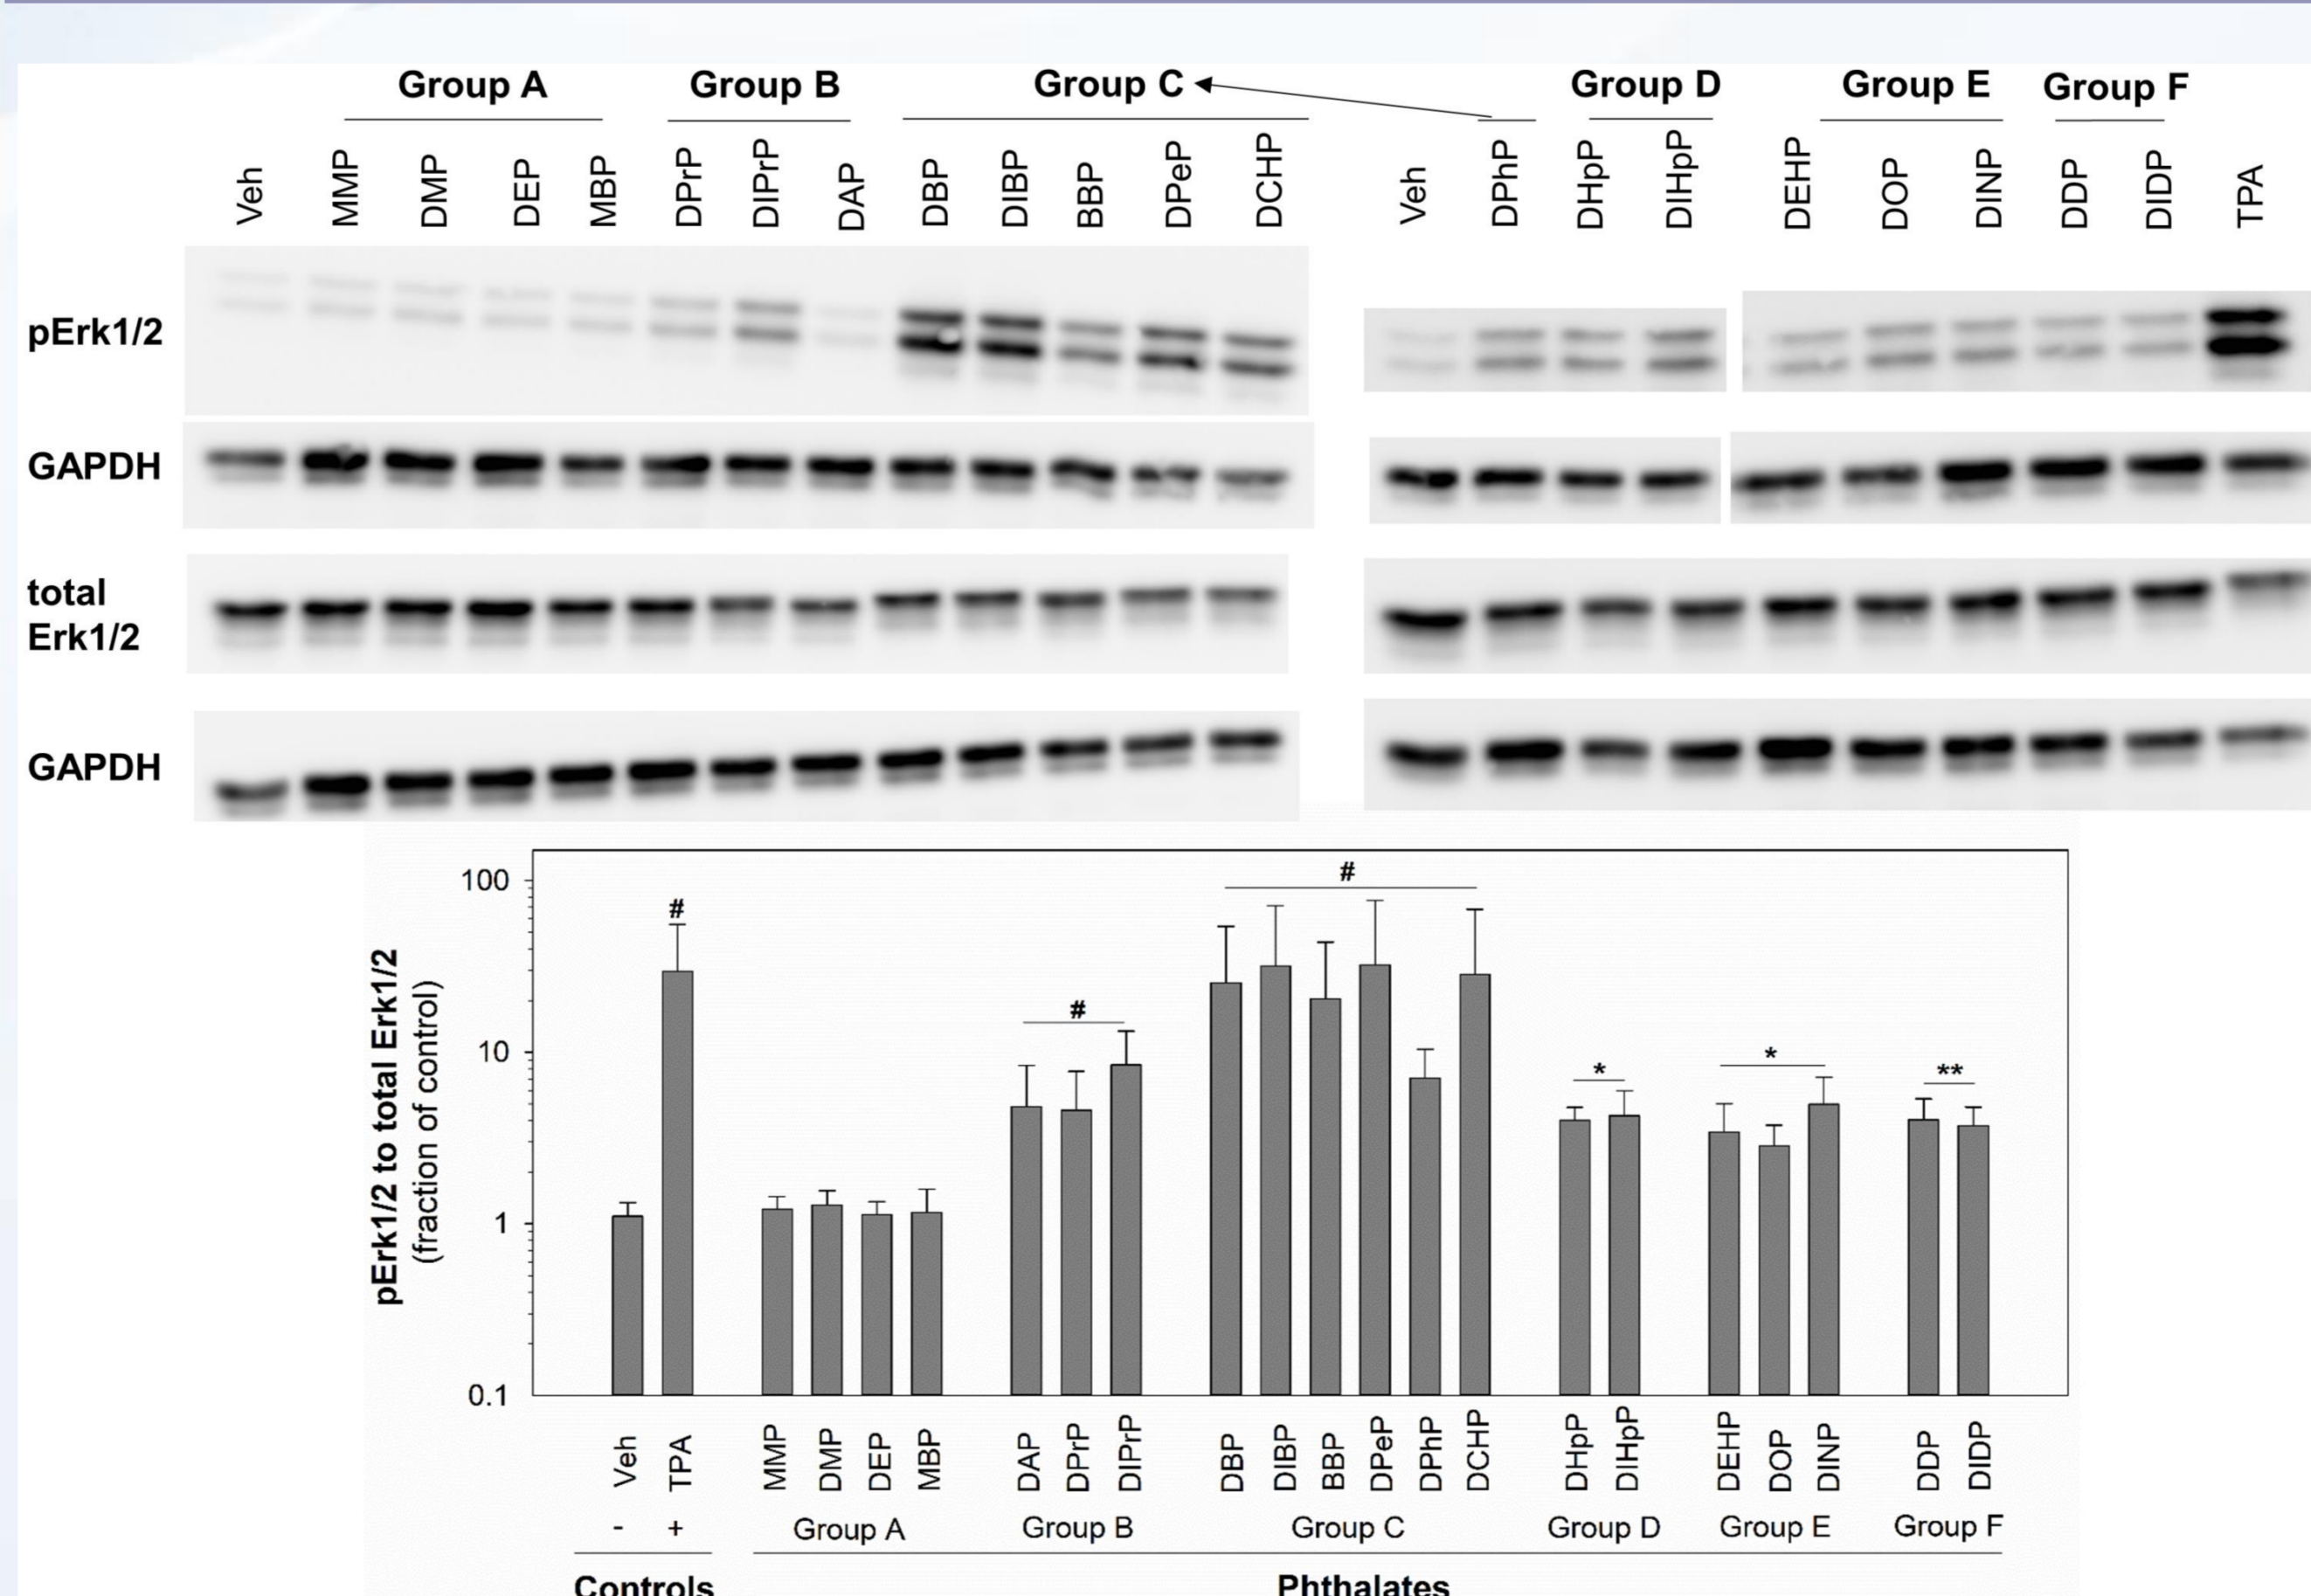 Group A Group B Group C Group D Group E Group F
Veh MMP DMP DEP MBP DPrP DIPrP DAP DBP DIBP BBP DPeP DCHP Veh DPhP DHpP DIHpP DEHP DOP DINP DDP DIDP TPA
pErk1/2
GAPDH
total
Erk1/2
GAPDH
pErk1/2 to total Erk1/2
(fraction of control)
100
10
1
0.1
#
#
#
*
*
**
Veh TPA MMP DMP DEP MBP DAP DPrP DIPrP DBP DIBP BBP DPeP DPhP DCHP DHpP DIHpP DEHP DOP DINP DDP DIDP
- + Group A Group B Group C Group D Group E Group F
Controls Phthalates